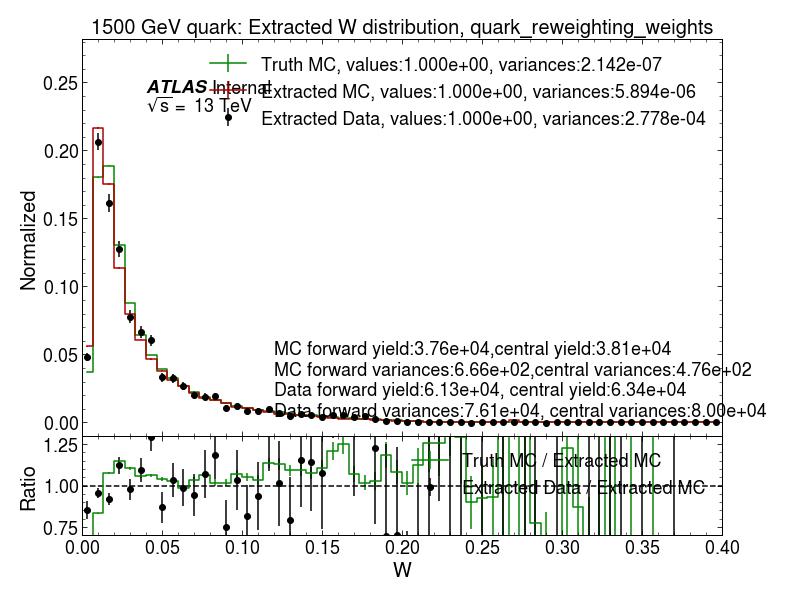 1500 GeV quark: Extracted W distribution, quark_reweighting_weights
Truth MC, values:1.000e+00, variances:2.142e-07
ATLAS Internal
Extracted MC, values:1.000e+00, variances:5.894e-06
√s = 13 TeV
Extracted Data, values:1.000e+00, variances:2.778e-04
Normalized
0.25
0.20
0.15
0.10
0.05
0.00
MC forward yield:3.76e+04,central yield:3.81e+04
MC forward variances:6.66e+02,central variances:4.76e+02
Data forward yield:6.13e+04, central yield:6.34e+04
Data forward variances:7.61e+04, central variances:8.00e+04
Ratio
1.25
1.00
0.75
Truth MC / Extracted MC
Extracted Data / Extracted MC
0.00 0.05 0.10 0.15 0.20 0.25 0.30 0.35 0.40
W